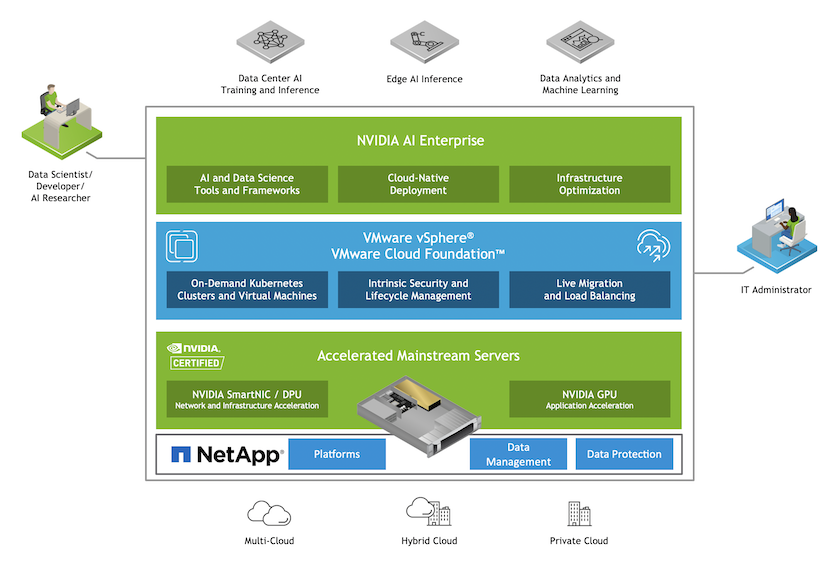 Data Center AI
Training and Inference
Edge AI Inference
Data Analytics and
Machine Learning
Data Scientist/
Developer/
AI Researcher
NVIDIA AI Enterprise
AI and Data Science
Tools and Frameworks
Cloud-Native
Deployment
Infrastructure
Optimization
VMware vSphere®
VMware Cloud Foundation™
On-Demand Kubernetes
Clusters and Virtual Machines
Intrinsic Security and
Lifecycle Management
Live Migration
and Load Balancing
IT Administrator
NVIDIA.
CERTIFIED
Accelerated Mainstream Servers
NVIDIA SmartNIC / DPU
Network and Infrastructure Acceleration
NVIDIA GPU
Application Acceleration
NetApp®
Platforms
Data
Management
Data Protection
Multi-Cloud
Hybrid Cloud
Private Cloud